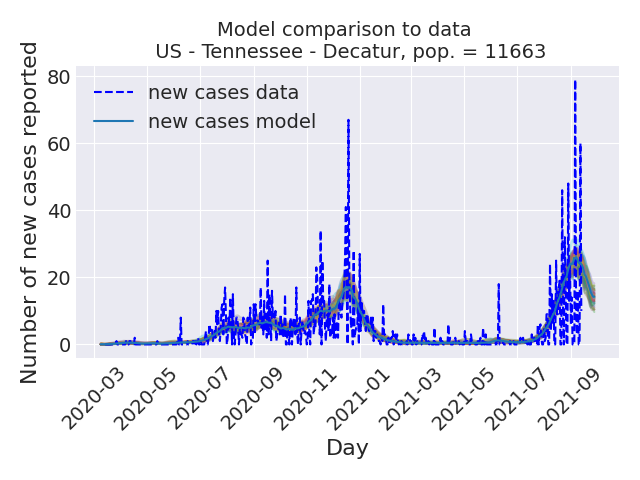 Model comparison to data
US - Tennessee - Decatur, pop. = 11663
Number of new cases reported
80
60
40
20
0
new cases data
new cases model
2020-03
2020-05
2020-07
2020-09
2020-11
2021-01
2021-03
2021-05
2021-07
2021-09
Day